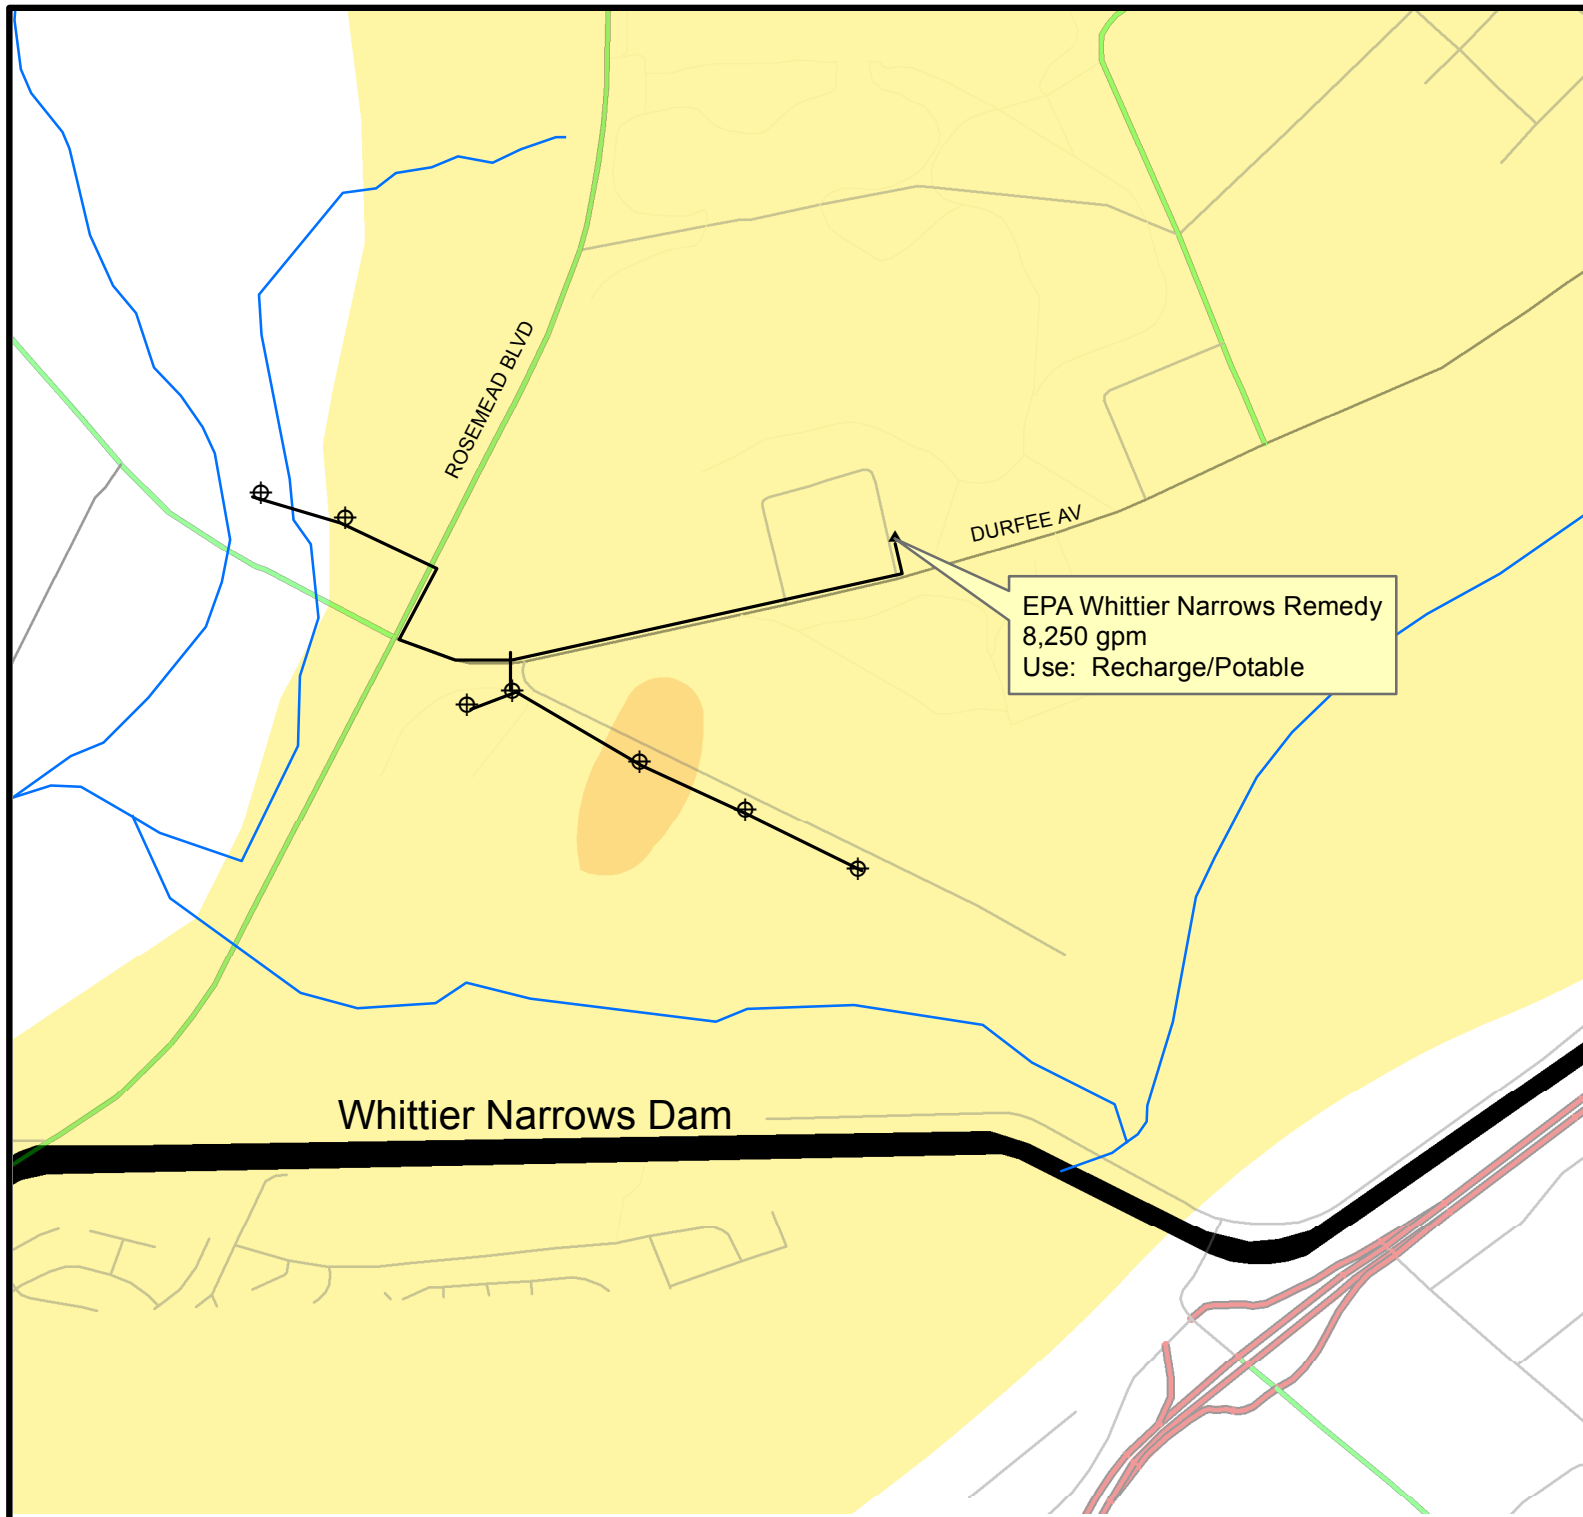 ROSEMEAD BLVD
DURFEE AV
EPA Whittier Narrows Remedy
8,250 gpm
Use:  Recharge/Potable
Whittier Narrows Dam